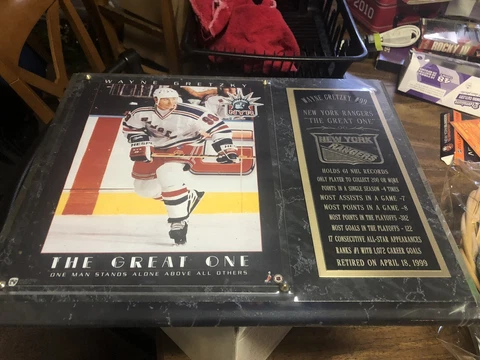 WAYNE GRETZKY
THE GREAT ONE
ONE MAN STANDS ALONE ABOVE ALL OTHERS
WAYNE GRETZKY #99
NEW YORK RANGERS
"THE GREAT ONE"
NEW YORK
RANGERS
HOLDS 61 NHL RECORDS
ONLY PLAYER TO COLLECT 200 OR MORE
POINTS IN A SINGLE SEASON -4 TIMES
MOST ASSISTS IN A GAME -7
MOST POINTS IN A GAME -8
MOST POINTS IN THE PLAYOFFS -382
MOST GOALS IN THE PLAYOFFS - 122
17 CONSECUTIVE ALL-STAR APPEARANCES
RANKS #1 WITH 1,072 CAREER GOALS
RETIRED ON APRIL 18, 1999
2010
ROCKY IV